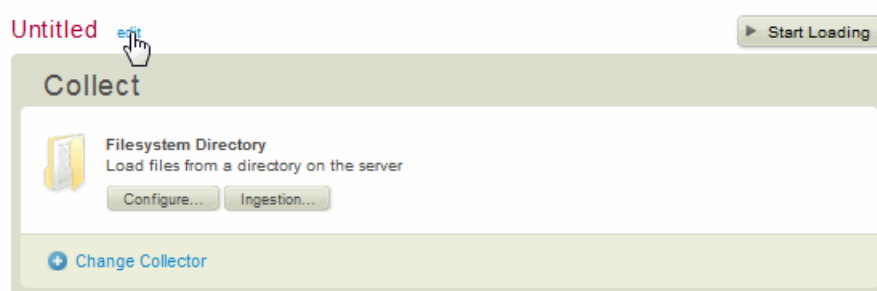 Untitled edit
Start Loading
Collect
Filesystem Directory
Load files from a directory on the server
Configure... Ingestion...
Change Collector